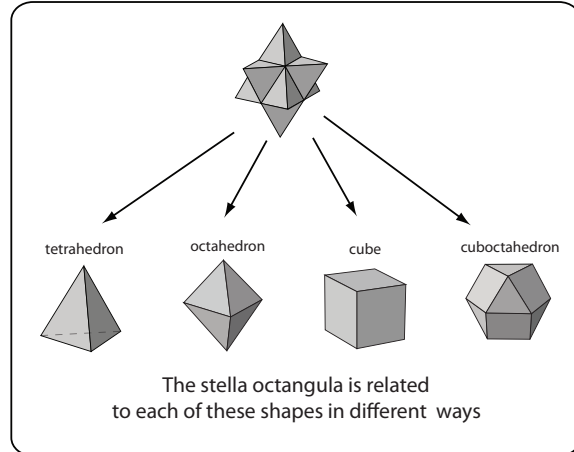 tetrahedron
octahedron
cube
cuboctahedron
The stella octangula is related
to each of these shapes in different ways